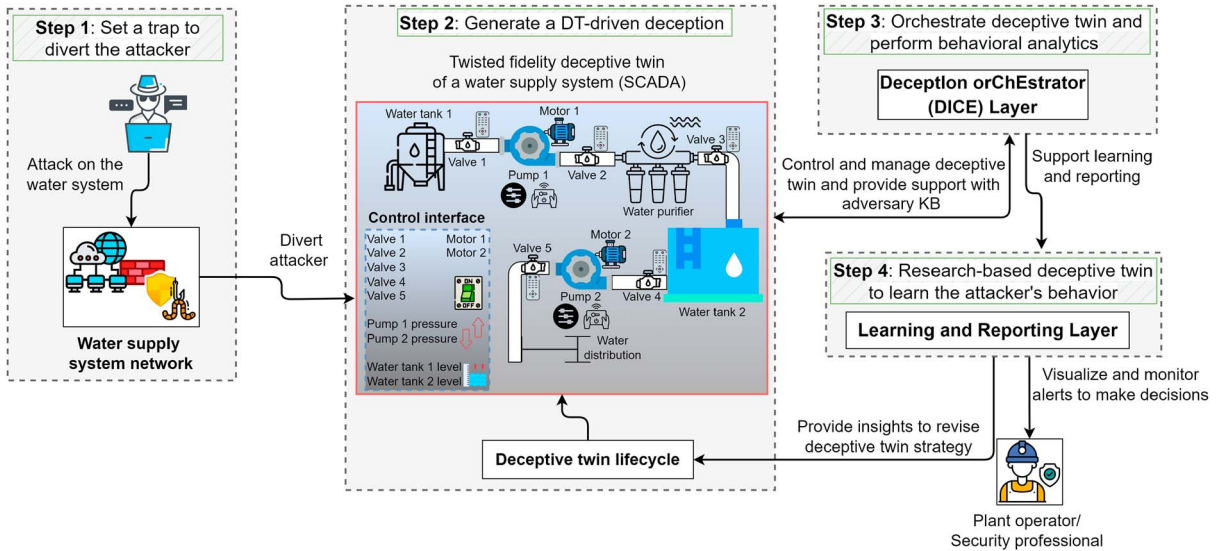 Step 1: Set a trap to
divert the attacker
Attack on the
water system
Water supply
system network
Divert
attacker
Step 2: Generate a DT-driven deception
Twisted fidelity deceptive twin
of a water supply system (SCADA)
Water tank 1
Valve 1
Motor 1
Pump 1
Valve 2
Water purifier
Valve 3
Control interface
Valve 1
Valve 2
Valve 3
Valve 4
Valve 5
Motor 1
Motor 2
ON
OFF
Pump 1 pressure
Pump 2 pressure
Water tank 1 level
Water tank 2 level
Valve 5
Motor 2
Pump 2
Valve 4
Water tank 2
Water
distribution
Deceptive twin lifecycle
Step 3: Orchestrate deceptive twin and
perform behavioral analytics
DeceptIon orChEstrator
(DICE) Layer
Control and manage deceptive
twin and provide support with
adversary KB
Support learning
and reporting
Step 4: Research-based deceptive twin
to learn the attacker's behavior
Learning and Reporting Layer
Visualize and monitor
alerts to make decisions
Provide insights to revise
deceptive twin strategy
Plant operator/
Security professional